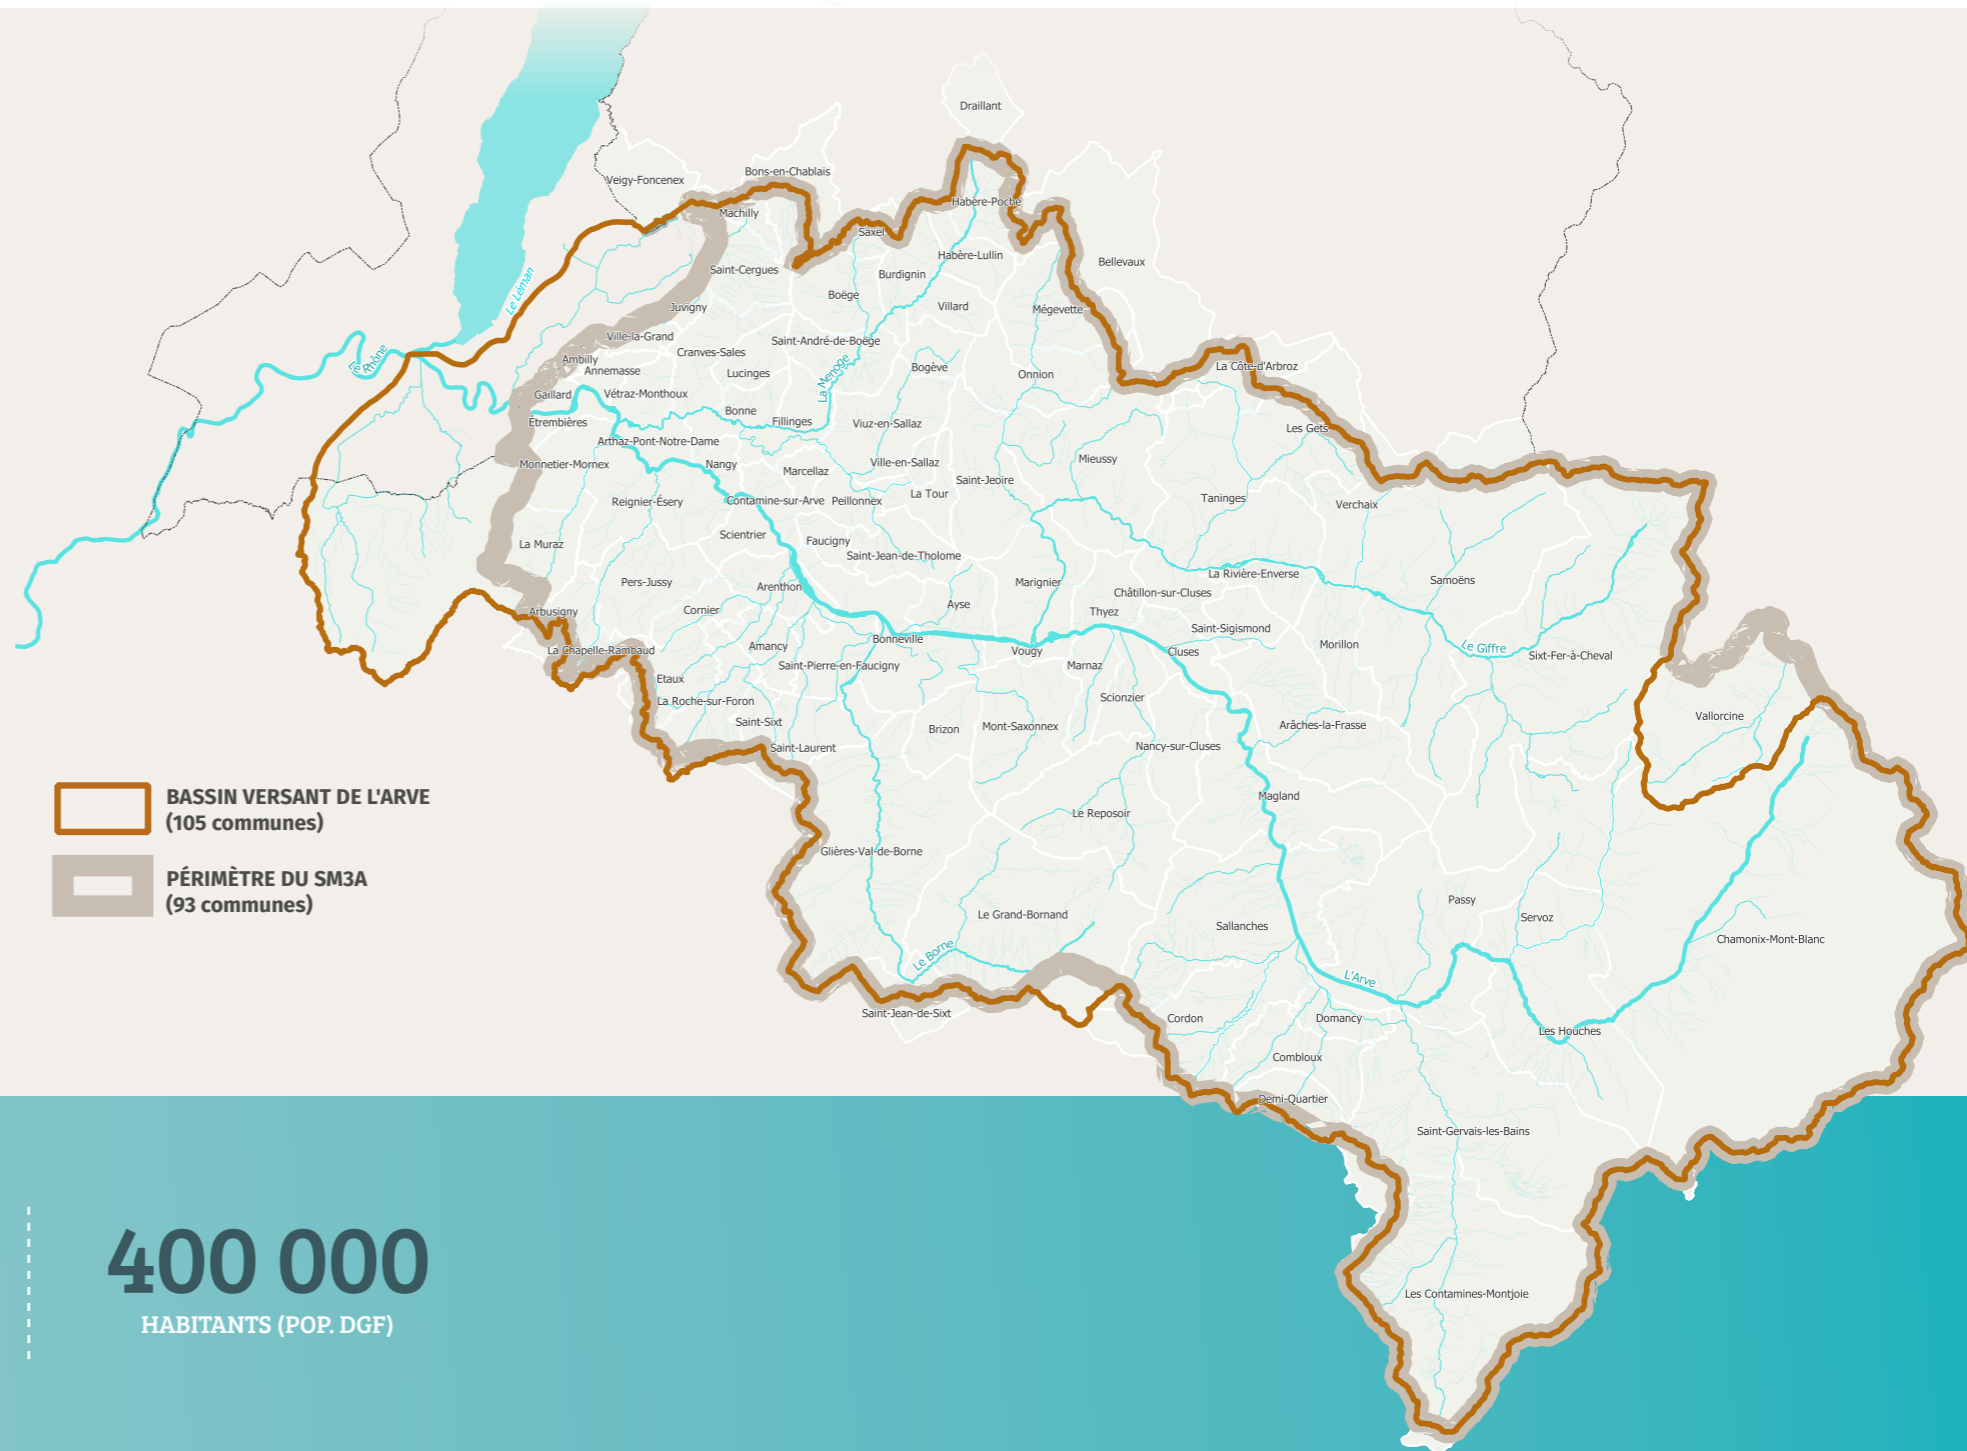 Draillant
Bons-en-Chablais
Veigy-Foncenex
Habère-Poche
Machilly
Saxel
Habère-Lullin
Bellevaux
Saint-Cergues
Burdignin
Le Léman
Boëge
Villard
Mégevette
Juvigny
Ville-la-Grand
Saint-André-de-Boëge
Cranves-Sales
Le Rhône
Ambilly
Annemasse
Lucinges
La Menoge
Bogève
Onnion
La Côte-d'Arbroz
Gaillard
Vétraz-Monthoux
Bonne
Fillinges
Viuz-en-Sallaz
Les Gets
Étrembières
Arthaz-Pont-Notre-Dame
Monnetier-Mornex
Nangy
Marcellaz
Ville-en-Sallaz
Mieussy
Saint-Jeoire
La Tour
Reignier-Ésery
Contamine-sur-Arve
Peillonnex
Taninges
Verchaix
La Muraz
Scientrier
Faucigny
Saint-Jean-de-Tholome
Pers-Jussy
Arenthon
Marignier
La Rivière-Enverse
Samoëns
Châtillon-sur-Cluses
Arbusigny
Cornier
Ayse
Thyez
Saint-Sigismond
La Chapelle-Rambaud
Amancy
Bonneville
Vougy
Cluses
Morillon
Le Giffre
Sixt-Fer-à-Cheval
Saint-Pierre-en-Faucigny
Marnaz
Etaux
La Roche-sur-Foron
Scionzier
Saint-Sixt
Brizon
Mont-Saxonnex
Arâches-la-Frasse
Vallorcine
Saint-Laurent
Nancy-sur-Cluses
Magland
Le Reposoir
Glières-Val-de-Borne
Le Grand-Bornand
Sallanches
Passy
Servoz
Chamonix-Mont-Blanc
Le Borne
L'Arve
Saint-Jean-de-Sixt
Cordon
Domancy
Les Houches
Combloux
Demi-Quartier
Saint-Gervais-les-Bains
Les Contamines-Montjoie
BASSIN VERSANT DE L'ARVE
(105 communes)
PÉRIMÈTRE DU SM3A
(93 communes)
400 000
HABITANTS (POP. DGF)